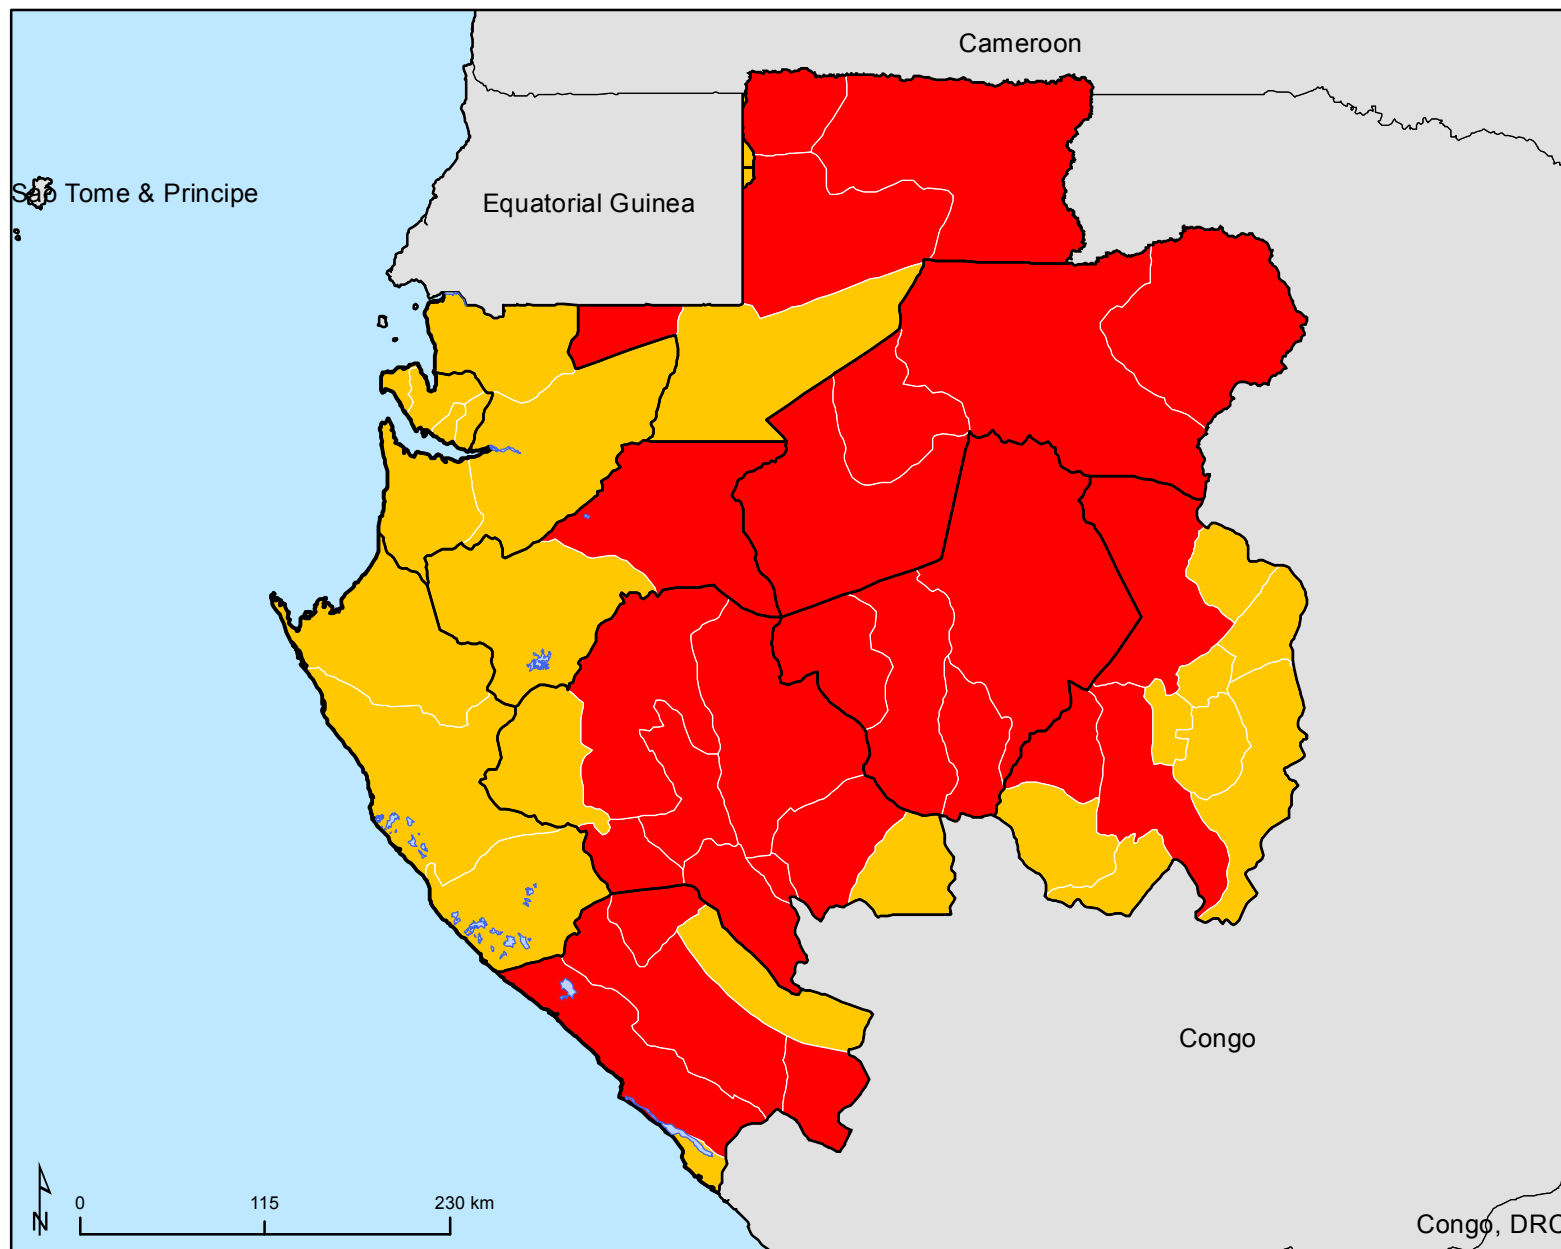 Cameroon
Sao Tome & Principe
Equatorial Guinea
Congo
0 115 230 km
N
Congo, DRC